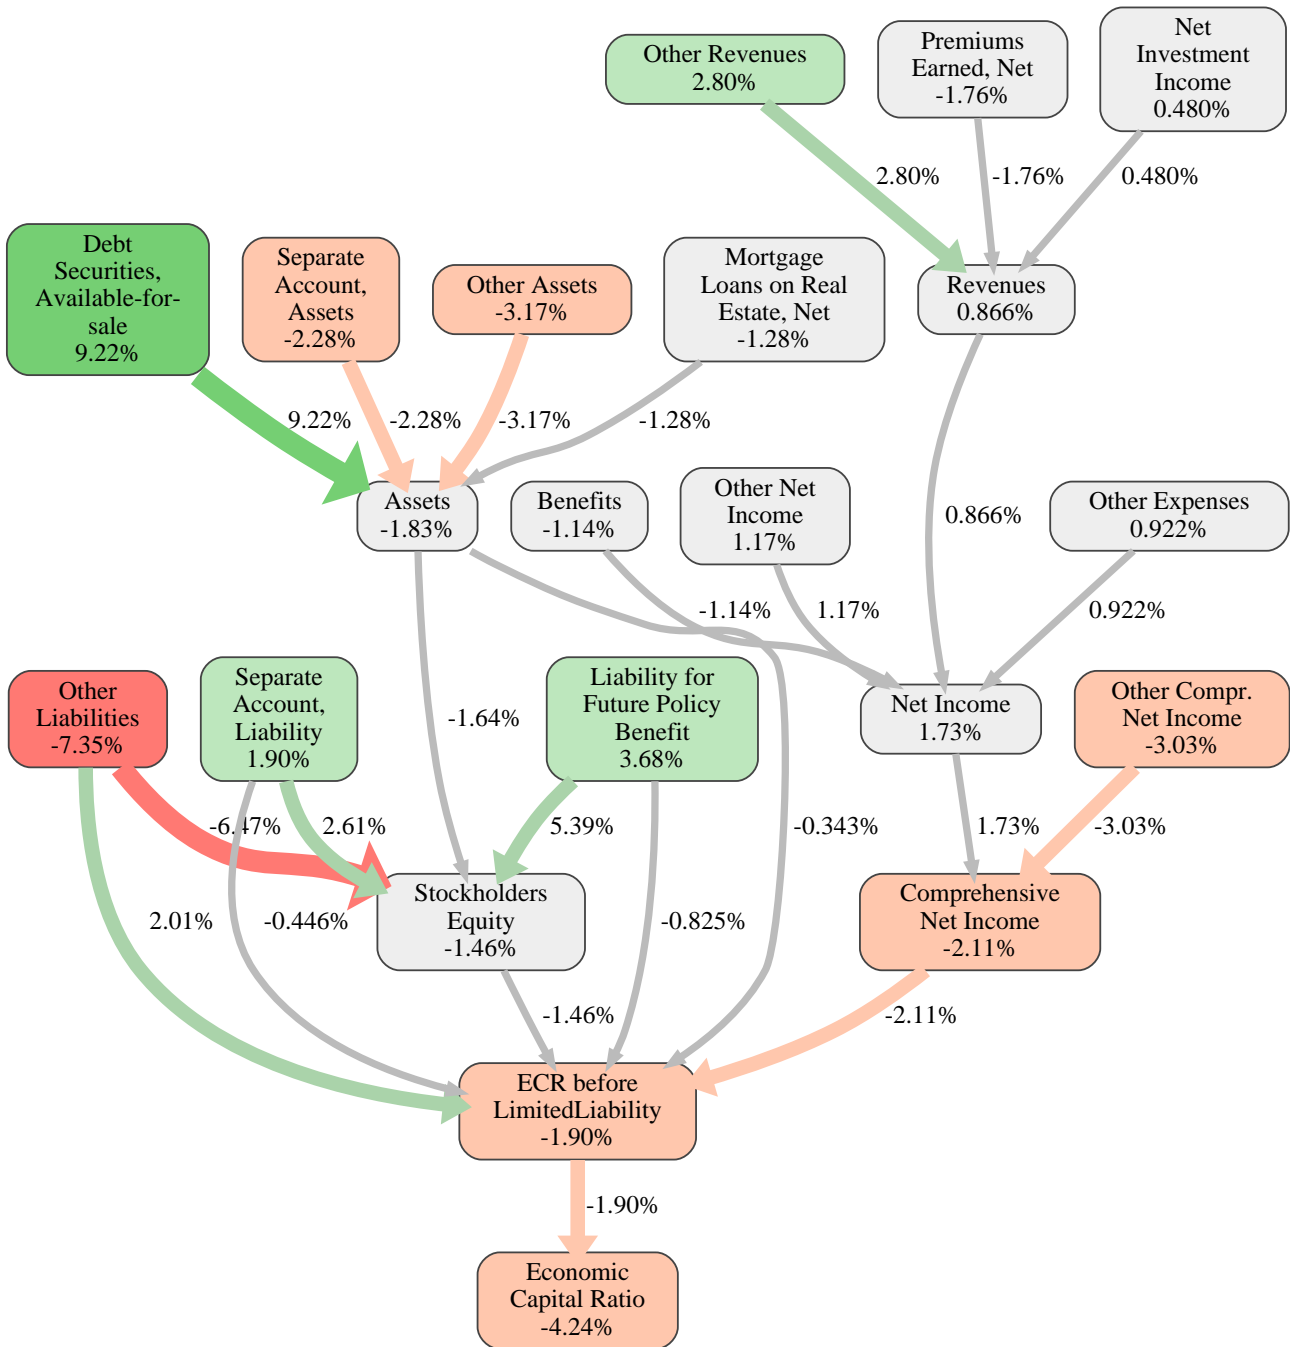 Other Revenues
2.80%
Premiums
Earned, Net
-1.76%
Net
Investment
Income
0.480%
2.80%
-1.76%
0.480%
Debt
Securities,
Available-for-
sale
9.22%
Separate
Account,
Assets
-2.28%
Other Assets
-3.17%
Mortgage
Loans on Real
Estate, Net
-1.28%
Revenues
0.866%
9.22%
-2.28%
-3.17%
-1.28%
Assets
-1.83%
Benefits
-1.14%
Other Net
Income
1.17%
0.866%
Other Expenses
0.922%
-1.14%
1.17%
0.922%
Other
Liabilities
-7.35%
Separate
Account,
Liability
1.90%
-1.64%
Liability for
Future Policy
Benefit
3.68%
Net Income
1.73%
Other Compr.
Net Income
-3.03%
-6.47%
2.61%
5.39%
-0.343%
1.73%
-3.03%
2.01%
-0.446%
Stockholders
Equity
-1.46%
-0.825%
Comprehensive
Net Income
-2.11%
-1.46%
-2.11%
ECR before
LimitedLiability
-1.90%
-1.90%
Economic
Capital Ratio
-4.24%